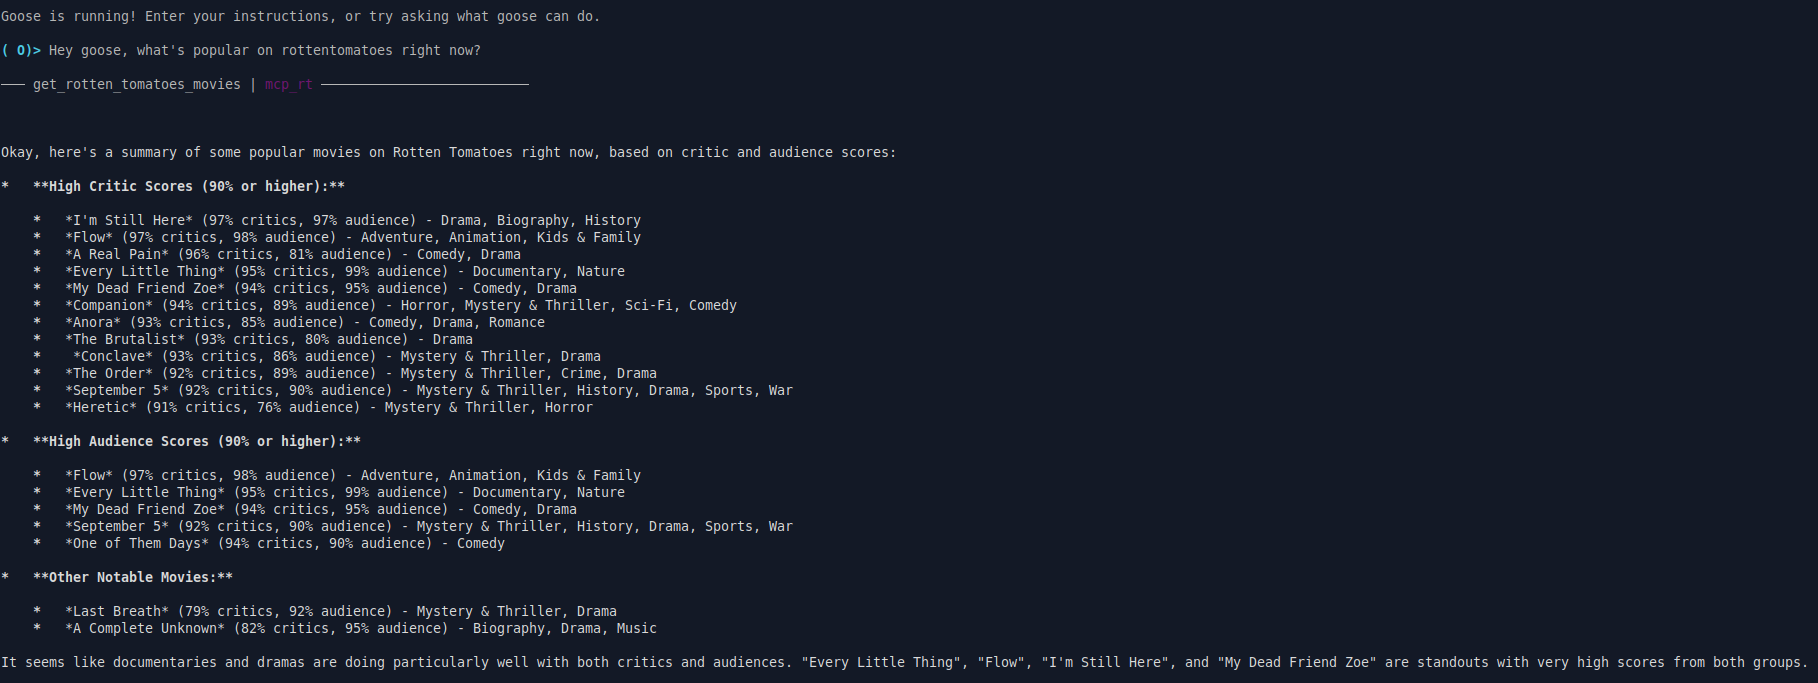 Goose is running! Enter your instructions, or try asking what goose can do.
( O)> Hey goose, what's popular on rottentomatoes right now?
─── get_rotten_tomatoes_movies | mcp_rt ──────────────────────────
Okay, here's a summary of some popular movies on Rotten Tomatoes right now, based on critic and audience scores:
*   **High Critic Scores (90% or higher):**
    *   *I'm Still Here* (97% critics, 97% audience) - Drama, Biography, History
    *   *Flow* (97% critics, 98% audience) - Adventure, Animation, Kids & Family
    *   *A Real Pain* (96% critics, 81% audience) - Comedy, Drama
    *   *Every Little Thing* (95% critics, 99% audience) - Documentary, Nature
    *   *My Dead Friend Zoe* (94% critics, 95% audience) - Comedy, Drama
    *   *Companion* (94% critics, 89% audience) - Horror, Mystery & Thriller, Sci-Fi, Comedy
    *   *Anora* (93% critics, 85% audience) - Comedy, Drama, Romance
    *   *The Brutalist* (93% critics, 80% audience) - Drama
    *    *Conclave* (93% critics, 86% audience) - Mystery & Thriller, Drama
    *   *The Order* (92% critics, 89% audience) - Mystery & Thriller, Crime, Drama
    *   *September 5* (92% critics, 90% audience) - Mystery & Thriller, History, Drama, Sports, War
    *   *Heretic* (91% critics, 76% audience) - Mystery & Thriller, Horror
*   **High Audience Scores (90% or higher):**
    *   *Flow* (97% critics, 98% audience) - Adventure, Animation, Kids & Family
    *   *Every Little Thing* (95% critics, 99% audience) - Documentary, Nature
    *   *My Dead Friend Zoe* (94% critics, 95% audience) - Comedy, Drama
    *   *September 5* (92% critics, 90% audience) - Mystery & Thriller, History, Drama, Sports, War
    *   *One of Them Days* (94% critics, 90% audience) - Comedy
*   **Other Notable Movies:**
    *   *Last Breath* (79% critics, 92% audience) - Mystery & Thriller, Drama
    *   *A Complete Unknown* (82% critics, 95% audience) - Biography, Drama, Music
It seems like documentaries and dramas are doing particularly well with both critics and audiences. "Every Little Thing", "Flow", "I'm Still Here", and "My Dead Friend Zoe" are standouts with very high scores from both groups.